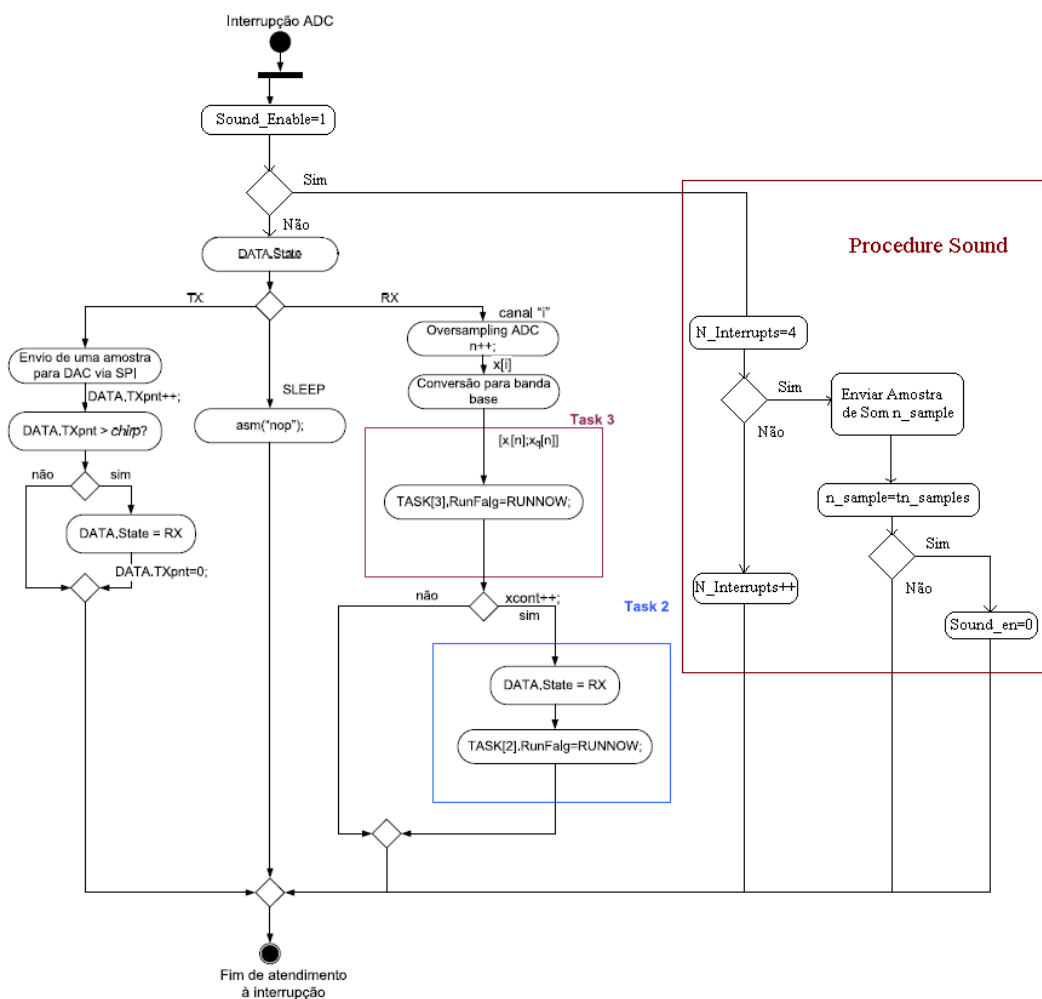 Interrupção ADC
Sound_Enable=1
Sim
Não
DATA.State
TX
RX
SLEEP
Envio de uma amostra
para DAC via SPI
DATA,TXpnt++;
DATA.TXpnt > chirp?
não
sim
DATA,State = RX
DATA.TXpnt=0;
asm("nop");
canal "i"
Oversampling ADC
n++;
x[i]
Conversão para banda
base
Task 3
[xi[n];xq[n]]
TASK[3],RunFalg=RUNNOW;
não
xcont++;
sim
Task 2
DATA,State = RX
TASK[2].RunFalg=RUNNOW;
Procedure Sound
N_Interrupts=4
Sim
Não
Enviar Amostra
de Som n_sample
n_sample=tn_samples
Sim
Não
N_Interrupts++
Sound_en=0
Fim de atendimento
à interrupção